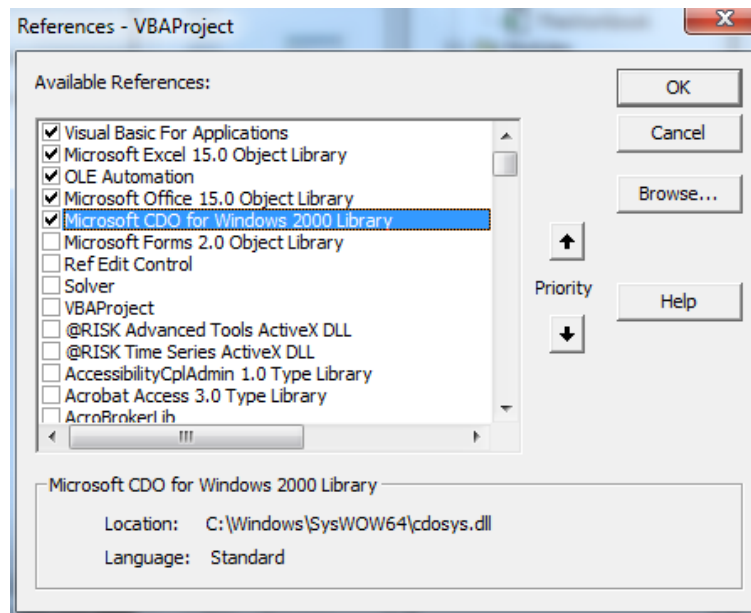 References - VBAProject
Available References:
OK
Visual Basic For Applications
Cancel
Microsoft Excel 15.0 Object Library
OLE Automation
Microsoft Office 15.0 Object Library
Browse...
Microsoft CDO for Windows 2000 Library
Microsoft Forms 2.0 Object Library
Ref Edit Control
Solver
Priority
VBAProject
Help
@RISK Advanced Tools ActiveX DLL
@RISK Time Series ActiveX DLL
AccessibilityCplAdmin 1.0 Type Library
Acrobat Access 3.0 Type Library
AcroBrokerLib
Microsoft CDO for Windows 2000 Library
Location: C:\Windows\SysWOW64\cdosys.dll
Language: Standard